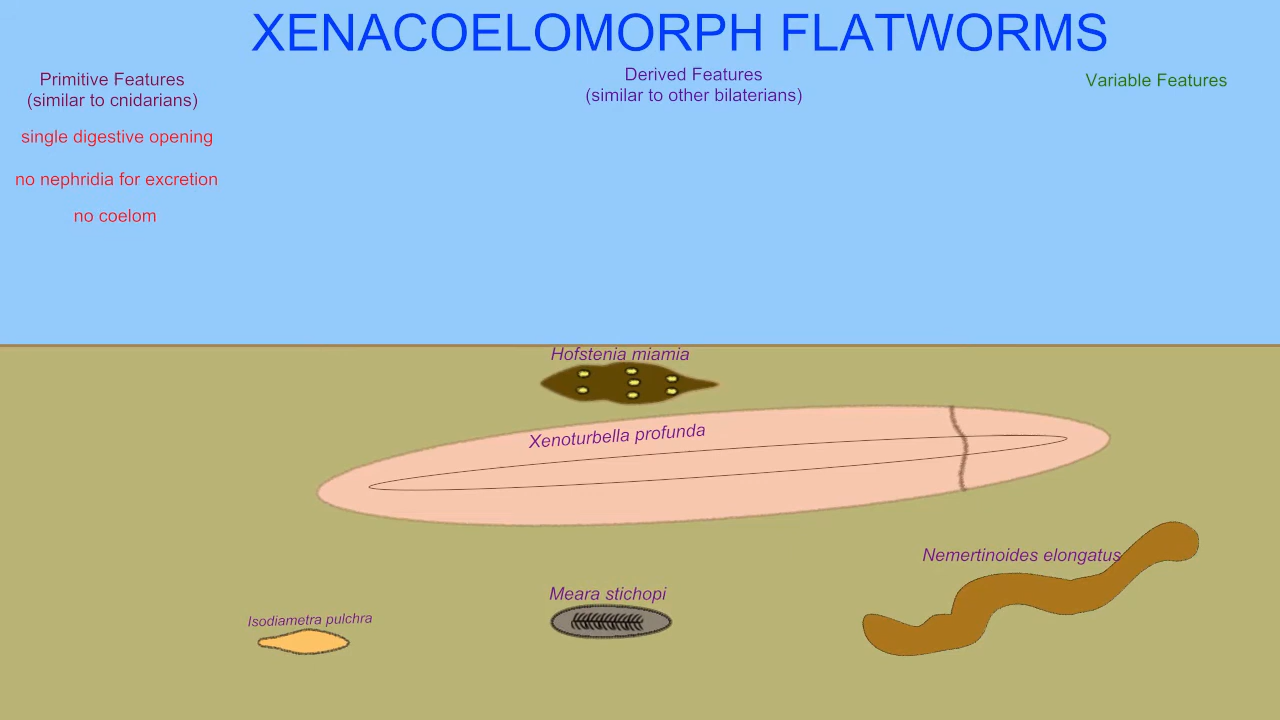 XENACOELOMORPH FLATWORMS
Primitive Features
(similar to cnidarians)
single digestive opening
no nephridia for excretion
no coelom
Derived Features
(similar to other bilaterians)
Variable Features
Hofstenia miamia
Xenoturbella profunda
Nemertinoides elongatus
Meara stichopi
Isodiametra pulchra